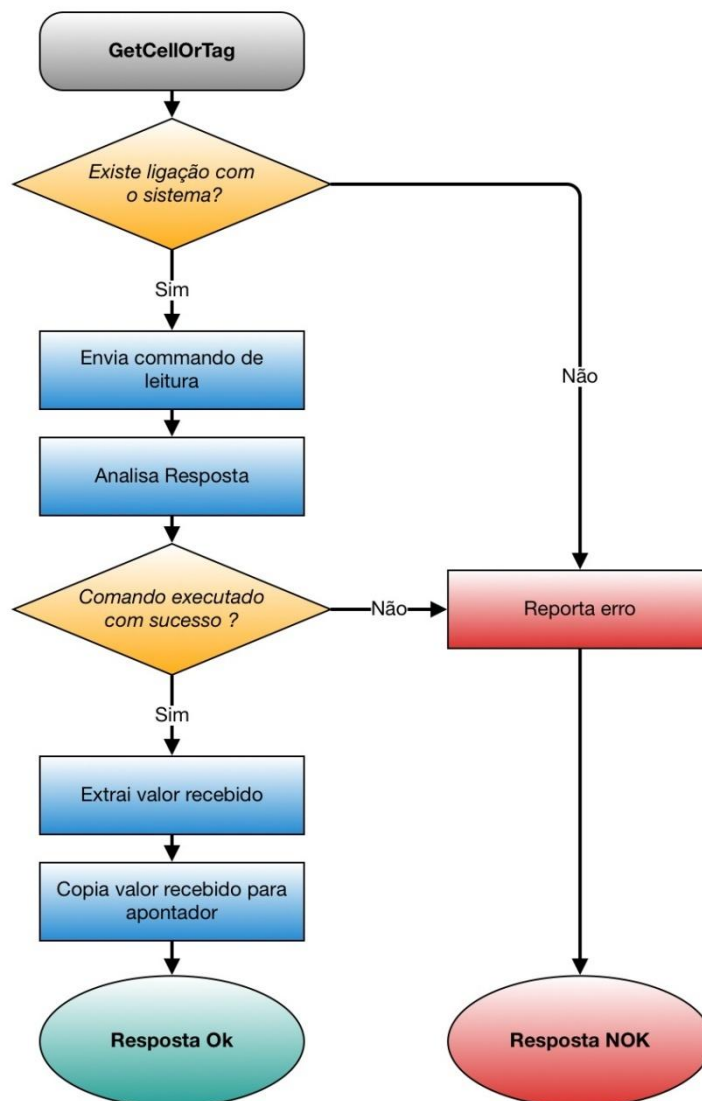 GetCellOrTag
Existe ligação com
o sistema?
Sim
Não
Envia commando de
leitura
Analisa Resposta
Comando executado
com sucesso ?
Não
Reporta erro
Sim
Extrai valor recebido
Copia valor recebido para
apontador
Resposta Ok
Resposta NOK